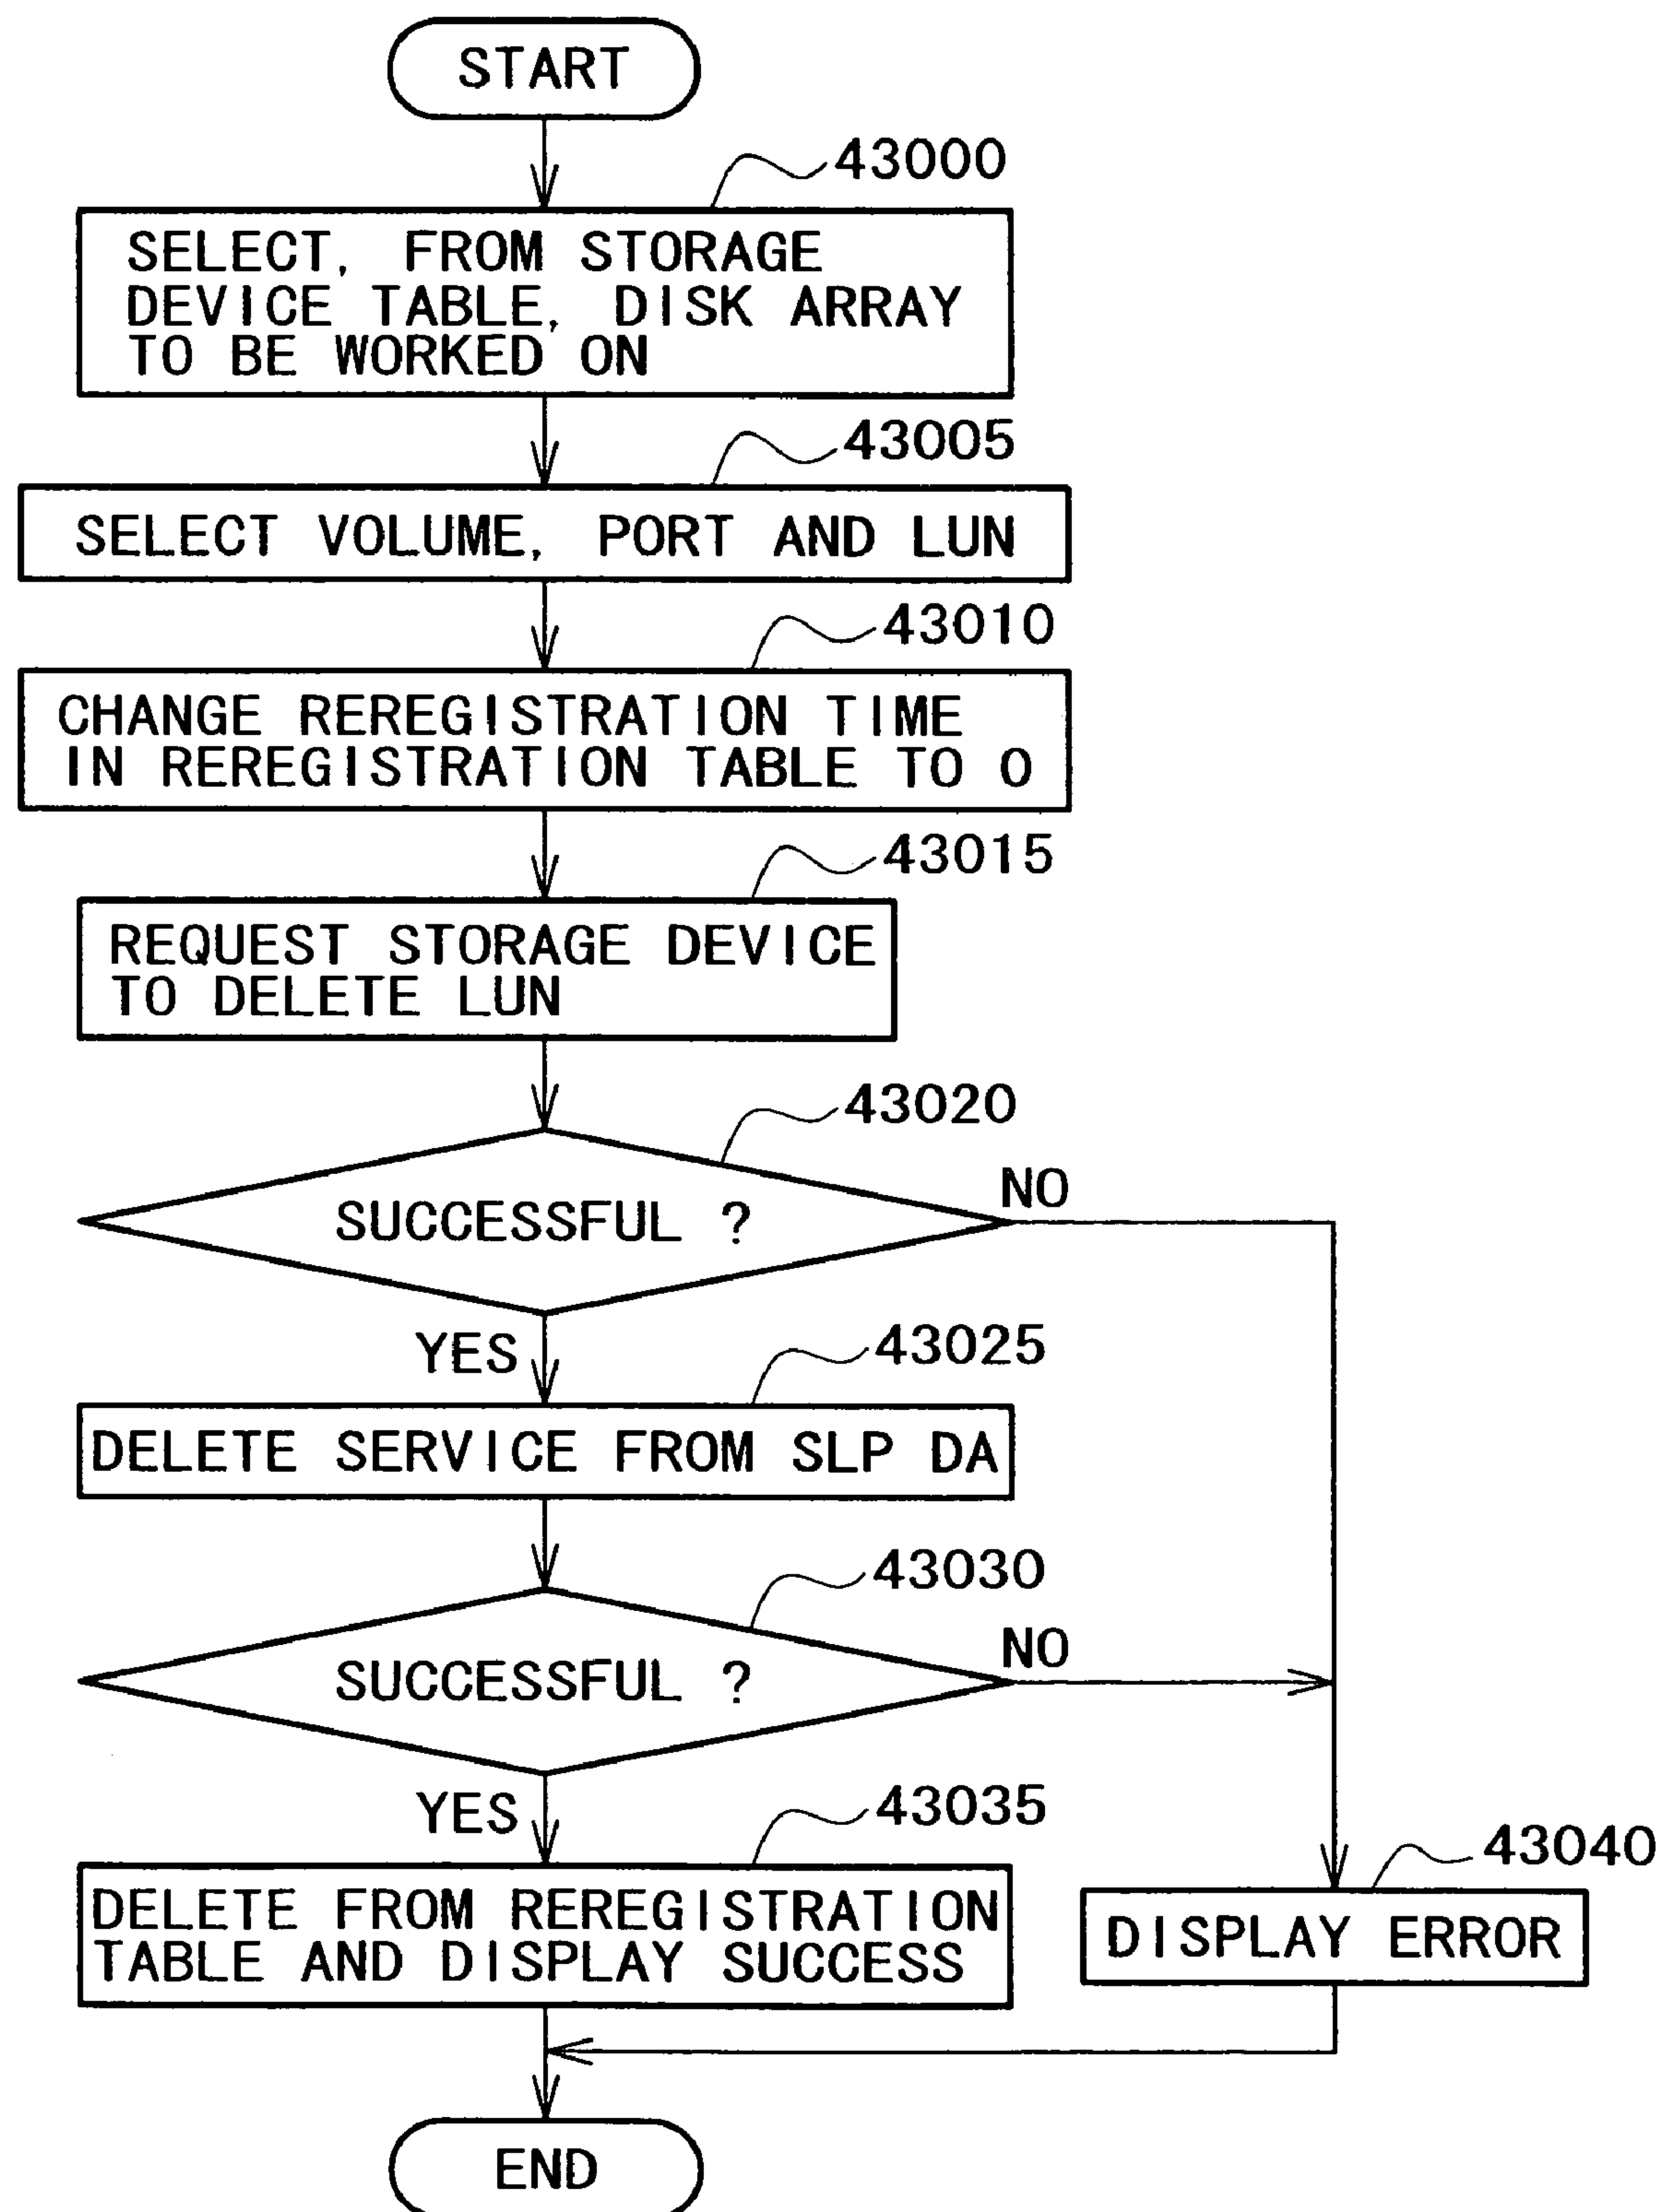 START
43000
SELECT, FROM STORAGE
DEVICE TABLE, DISK ARRAY
TO BE WORKED ON
43005
SELECT VOLUME, PORT AND LUN
43010
CHANGE REREGISTRATION TIME
IN REREGISTRATION TABLE TO 0
43015
REQUEST STORAGE DEVICE
TO DELETE LUN
43020
SUCCESSFUL ?
NO
YES
43025
DELETE SERVICE FROM SLP DA
43030
SUCCESSFUL ?
NO
YES
43035
DELETE FROM REREGISTRATION
TABLE AND DISPLAY SUCCESS
43040
DISPLAY ERROR
END